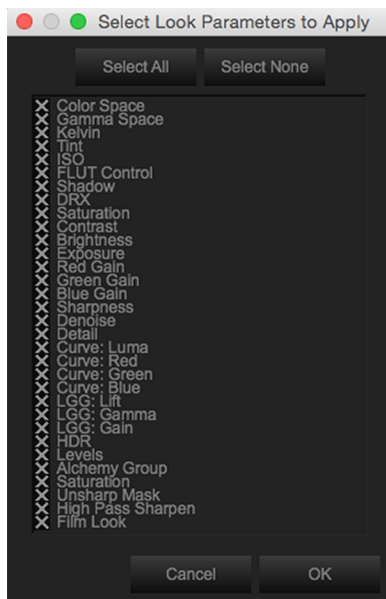 Select Look Parameters to Apply
Select All Select None
Color Space
Gamma Space
Kelvin
Tint
ISO
FLUT Control
Shadow
DRX
Saturation
Contrast
Brightness
Exposure
Red Gain
Green Gain
Blue Gain
Sharpness
Denoise
Detail
Curve: Luma
Curve: Red
Curve: Green
Curve: Blue
LGG: Lift
LGG: Gamma
LGG: Gain
HDR
Levels
Alchemy Group
Saturation
Unsharp Mask
High Pass Sharpen
Film Look
Cancel OK